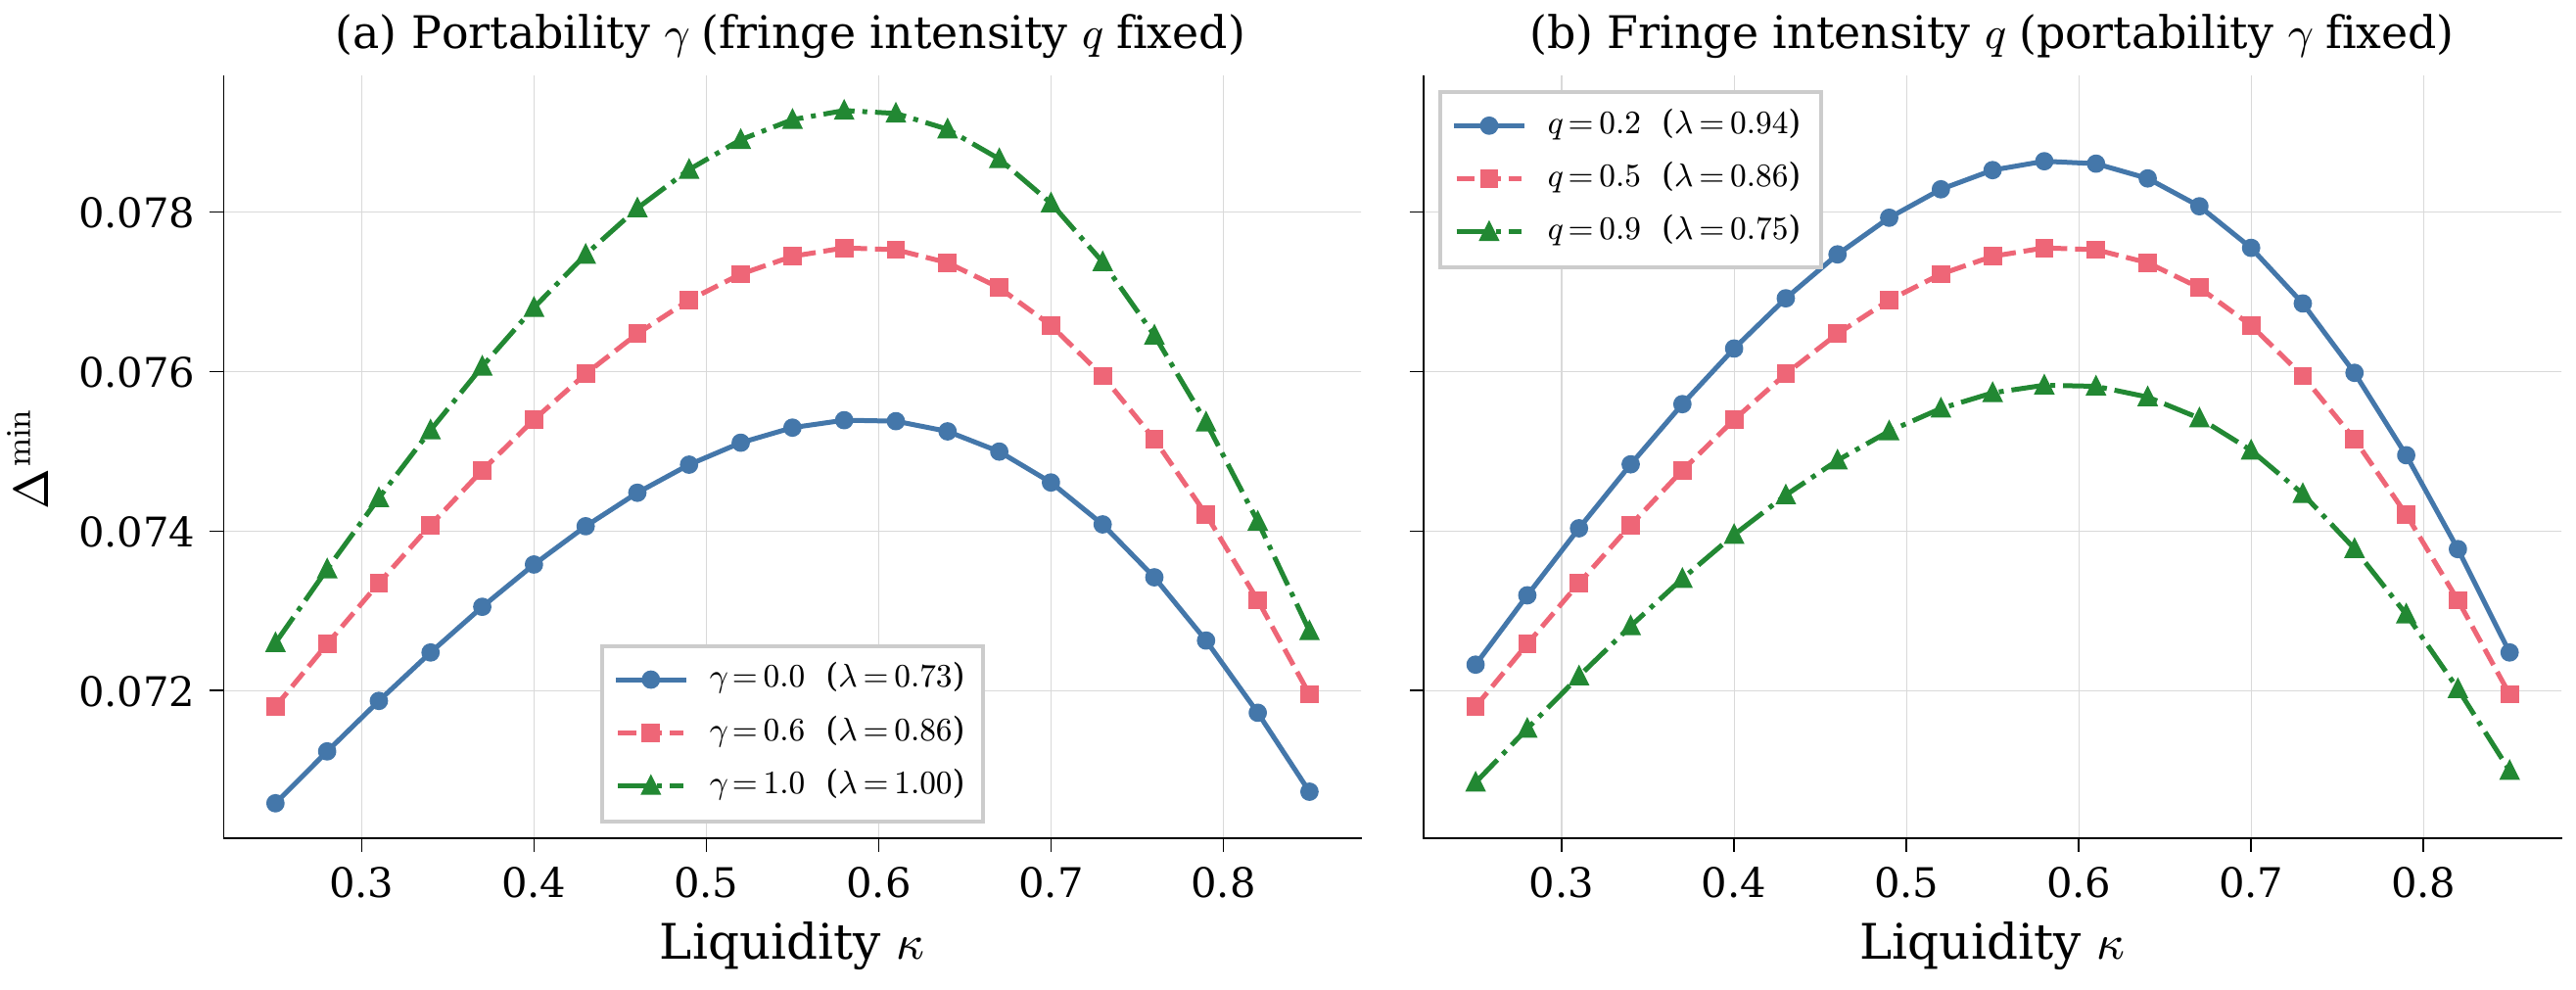 (a) Portability γ (fringe intensity q fixed)
Δ^min
0.078
0.076
0.074
0.072
γ = 0.0 (λ = 0.73)
γ = 0.6 (λ = 0.86)
γ = 1.0 (λ = 1.00)
0.3 0.4 0.5 0.6 0.7 0.8
Liquidity κ
(b) Fringe intensity q (portability γ fixed)
q = 0.2 (λ = 0.94)
q = 0.5 (λ = 0.86)
q = 0.9 (λ = 0.75)
0.3 0.4 0.5 0.6 0.7 0.8
Liquidity κ